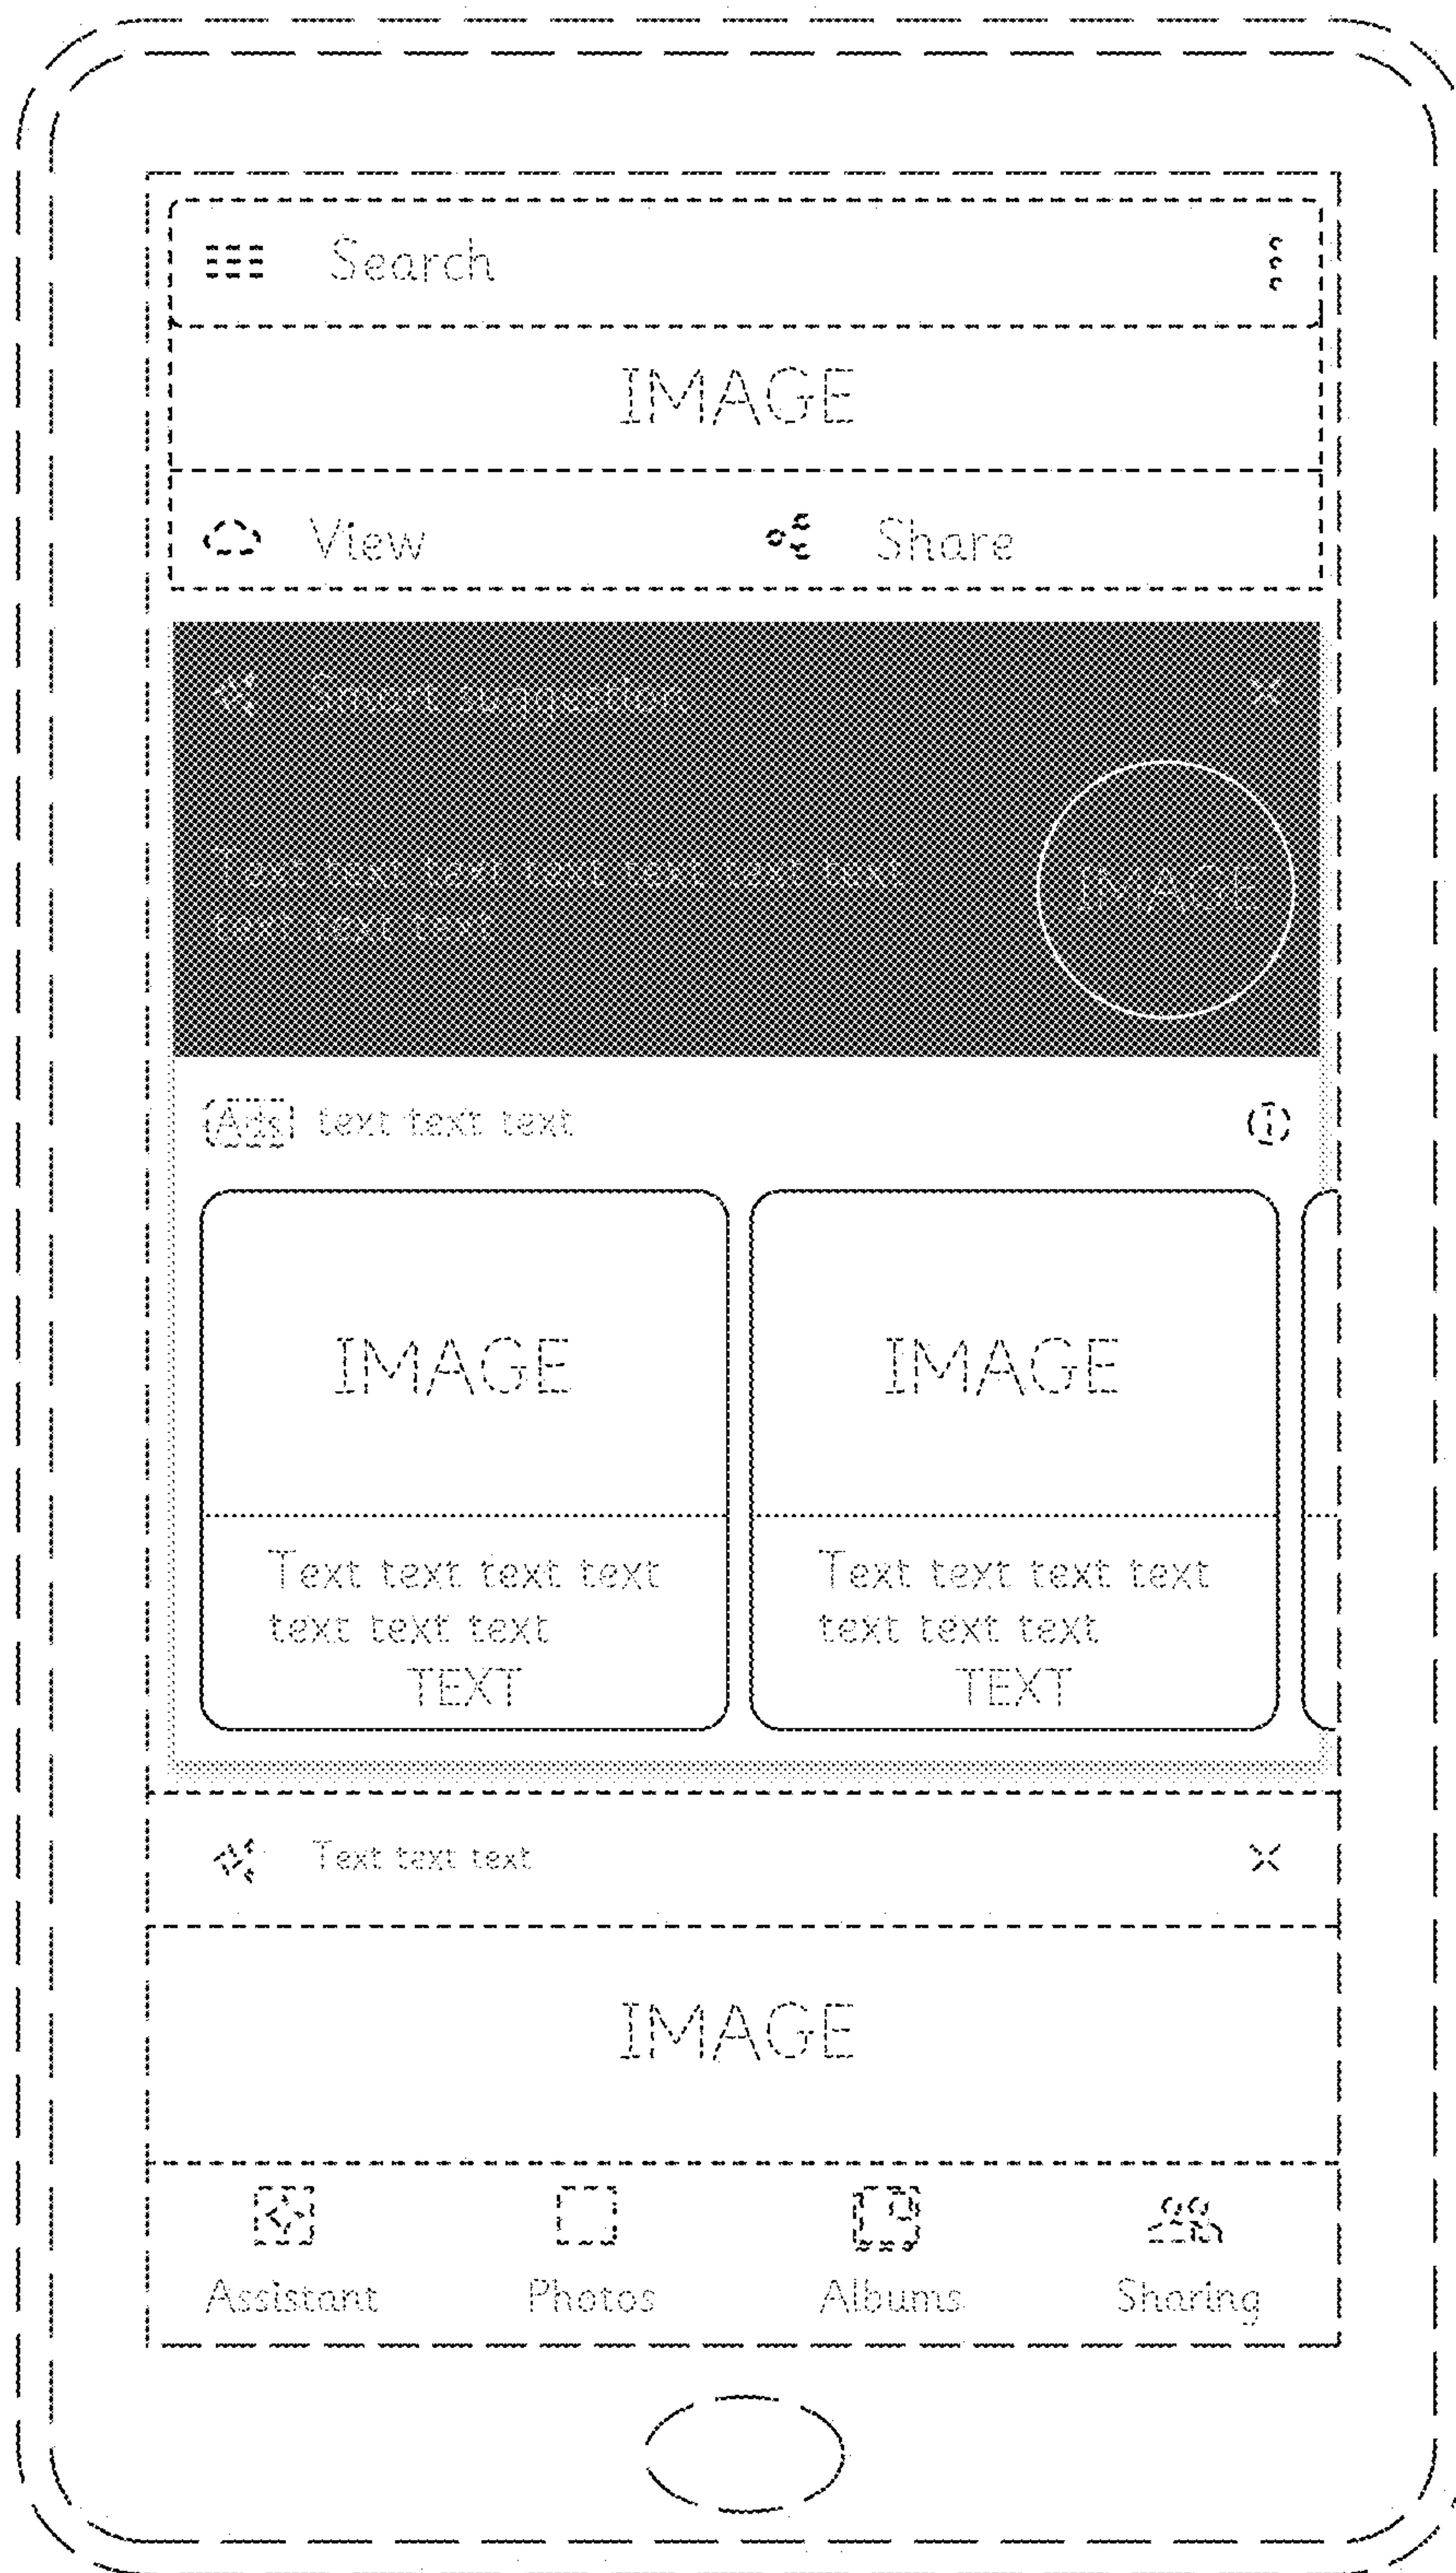 Search
IMAGE
View Share
Smart suggestion
Text text text text text text text
text text text
IMAGE
Ads text text text
IMAGE IMAGE
Text text text text Text text text text
text text text text text text
TEXT TEXT
Text text text
IMAGE
Assistant Photos Albums Sharing